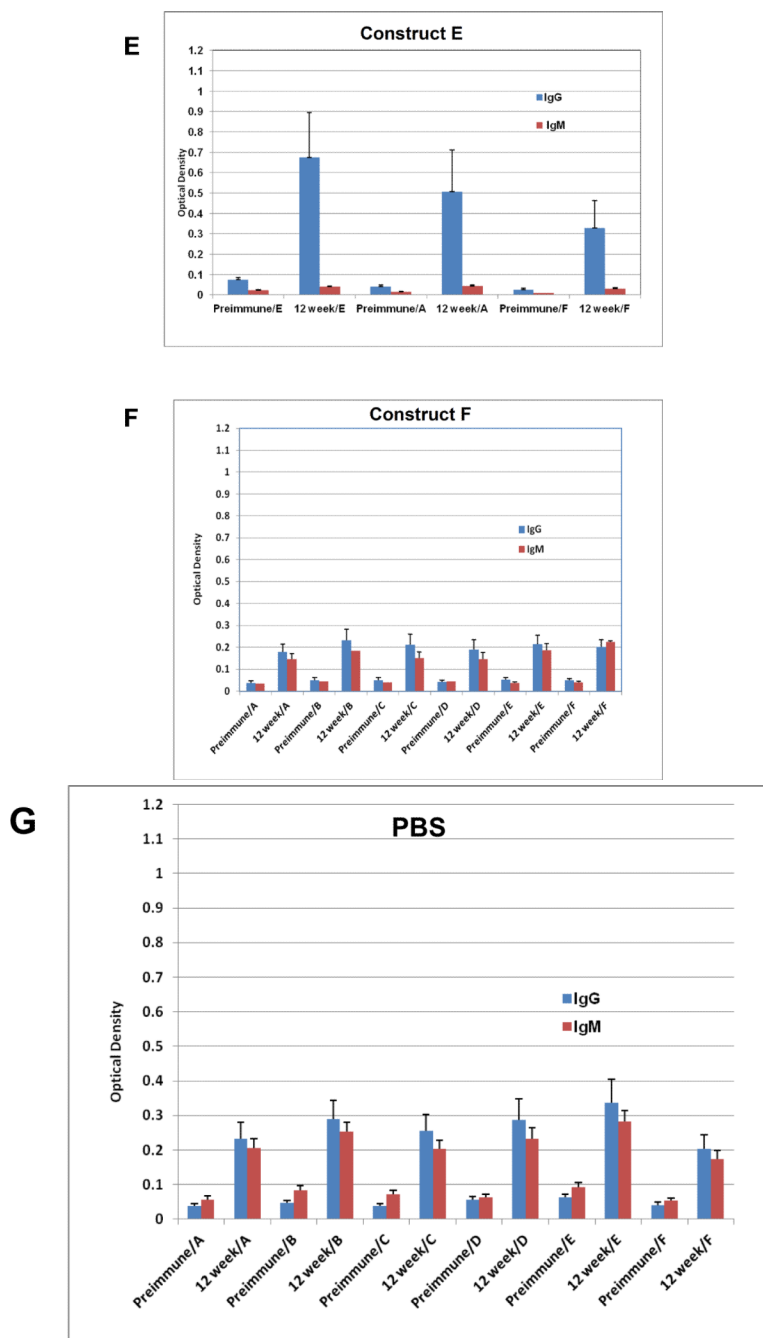 E
Construct E
1.2
1.1
1
0.9
0.8
0.7
0.6
0.5
0.4
0.3
0.2
0.1
0
Optical Density
IgG
IgM
Preimmune/E 12 week/E Preimmune/A 12 week/A Preimmune/F 12 week/F
F
Construct F
1.2
1.1
1
0.9
0.8
0.7
0.6
0.5
0.4
0.3
0.2
0.1
0
Optical Density
IgG
IgM
Preimmune/A 12 week/A Preimmune/B 12 week/B Preimmune/C 12 week/C Preimmune/D 12 week/D Preimmune/E 12 week/E Preimmune/F 12 week/F
G
PBS
1.2
1.1
1
0.9
0.8
0.7
0.6
0.5
0.4
0.3
0.2
0.1
0
Optical Density
IgG
IgM
Preimmune/A 12 week/A Preimmune/B 12 week/B Preimmune/C 12 week/C Preimmune/D 12 week/D Preimmune/E 12 week/E Preimmune/F 12 week/F